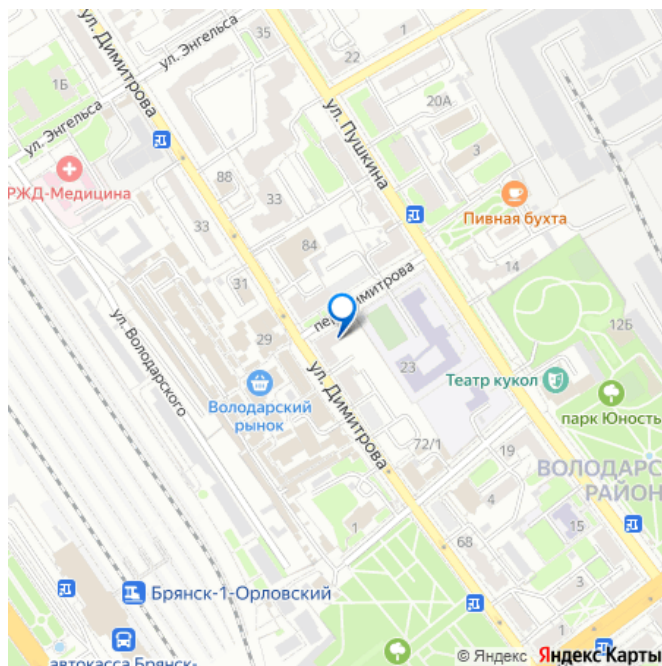 ул. Димитрова
ул. Энгельса
35
22
1
1Б
ул. Энгельса
20А
ул. Пушкина
3
РЖД-Медицина
88
33
33
Пивная бухта
84
14
31
пер. Димитрова
12Б
ул. Володарского
29
ул. Димитрова
23
Театр кукол
Володарский
рынок
парк Юность
72/1
19
ВОЛОДАРС
РАЙОН
4
15
1
68
Брянск-1-Орловский
автокасса Брянск-
© Яндекс Яндекс Карты